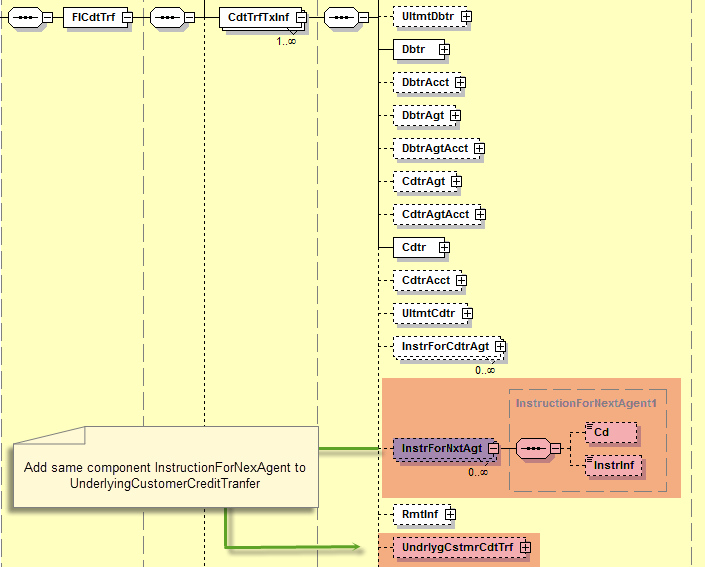 FICdtTrf
CdtTrfTxInf
1..∞
UltmtDbtr
Dbtr
DbtrAcct
DbtrAgt
DbtrAgtAcct
CdtrAgt
CdtrAgtAcct
Cdtr
CdtrAcct
UltmtCdtr
InstrForCdtrAgt
0..∞
InstructionForNextAgent1
InstrForNxtAgt
0..∞
Cd
InstrInf
Add same component InstructionForNexAgent to
UnderlyingCustomerCreditTranfer
RmtInf
UndrlygCstmrCdtTrf